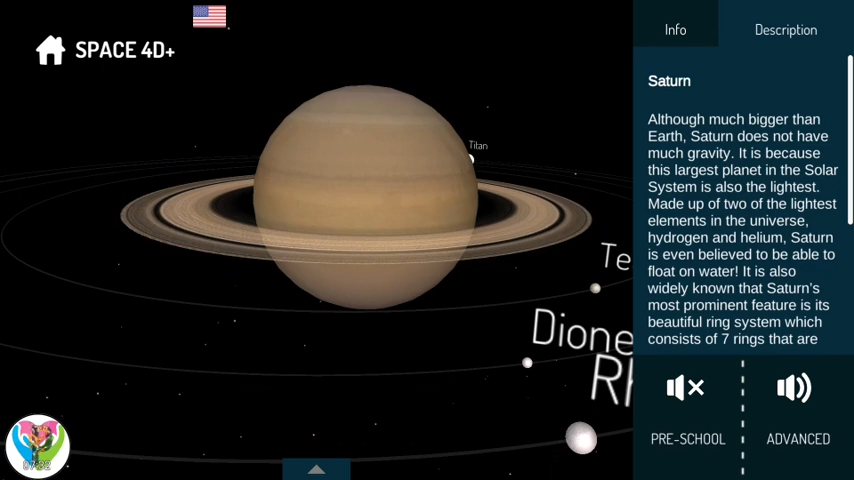 SPACE 4D+
Titan
Te
Dione
Rh
Info
Description
Saturn
Although much bigger than
Earth, Saturn does not have
much gravity. It is because
this largest planet in the Solar
System is also the lightest.
Made up of two of the lightest
elements in the universe,
hydrogen and helium, Saturn
is even believed to be able to
float on water! It is also
widely known that Saturn's
most prominent feature is its
beautiful ring system which
consists of 7 rings that are
PRE-SCHOOL
ADVANCED